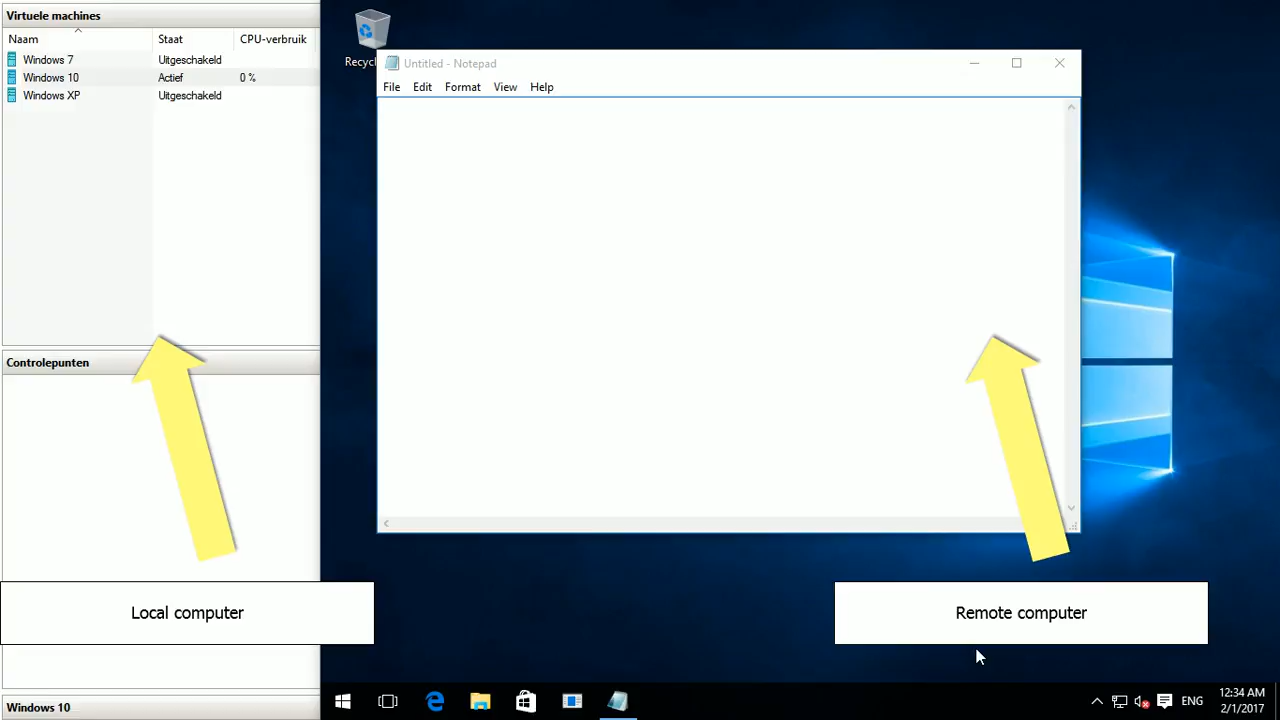 Virtuele machines
Naam Staat CPU-verbruik
Windows 7 Uitgeschakeld
Windows 10 Actief 0 %
Windows XP Uitgeschakeld
Controlepunten
Windows 10
Untitled - Notepad
File Edit Format View Help
Local computer
Remote computer
ENG
12:34 AM
2/1/2017